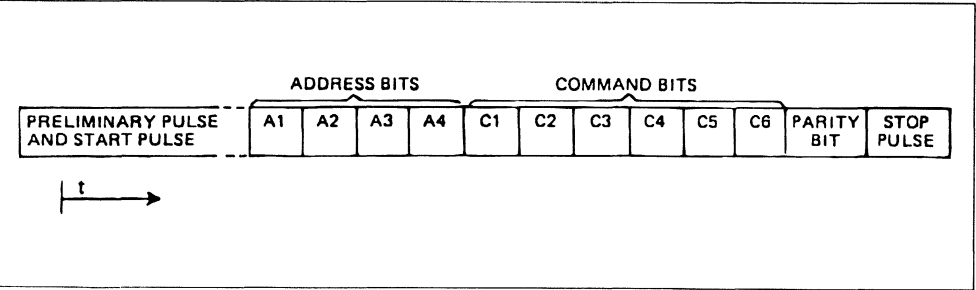 ADDRESS BITS COMMAND BITS
PRELIMINARY PULSE A1 A2 A3 A4 C1 C2 C3 C4 C5 C6 PARITY STOP
AND START PULSE BIT PULSE
t